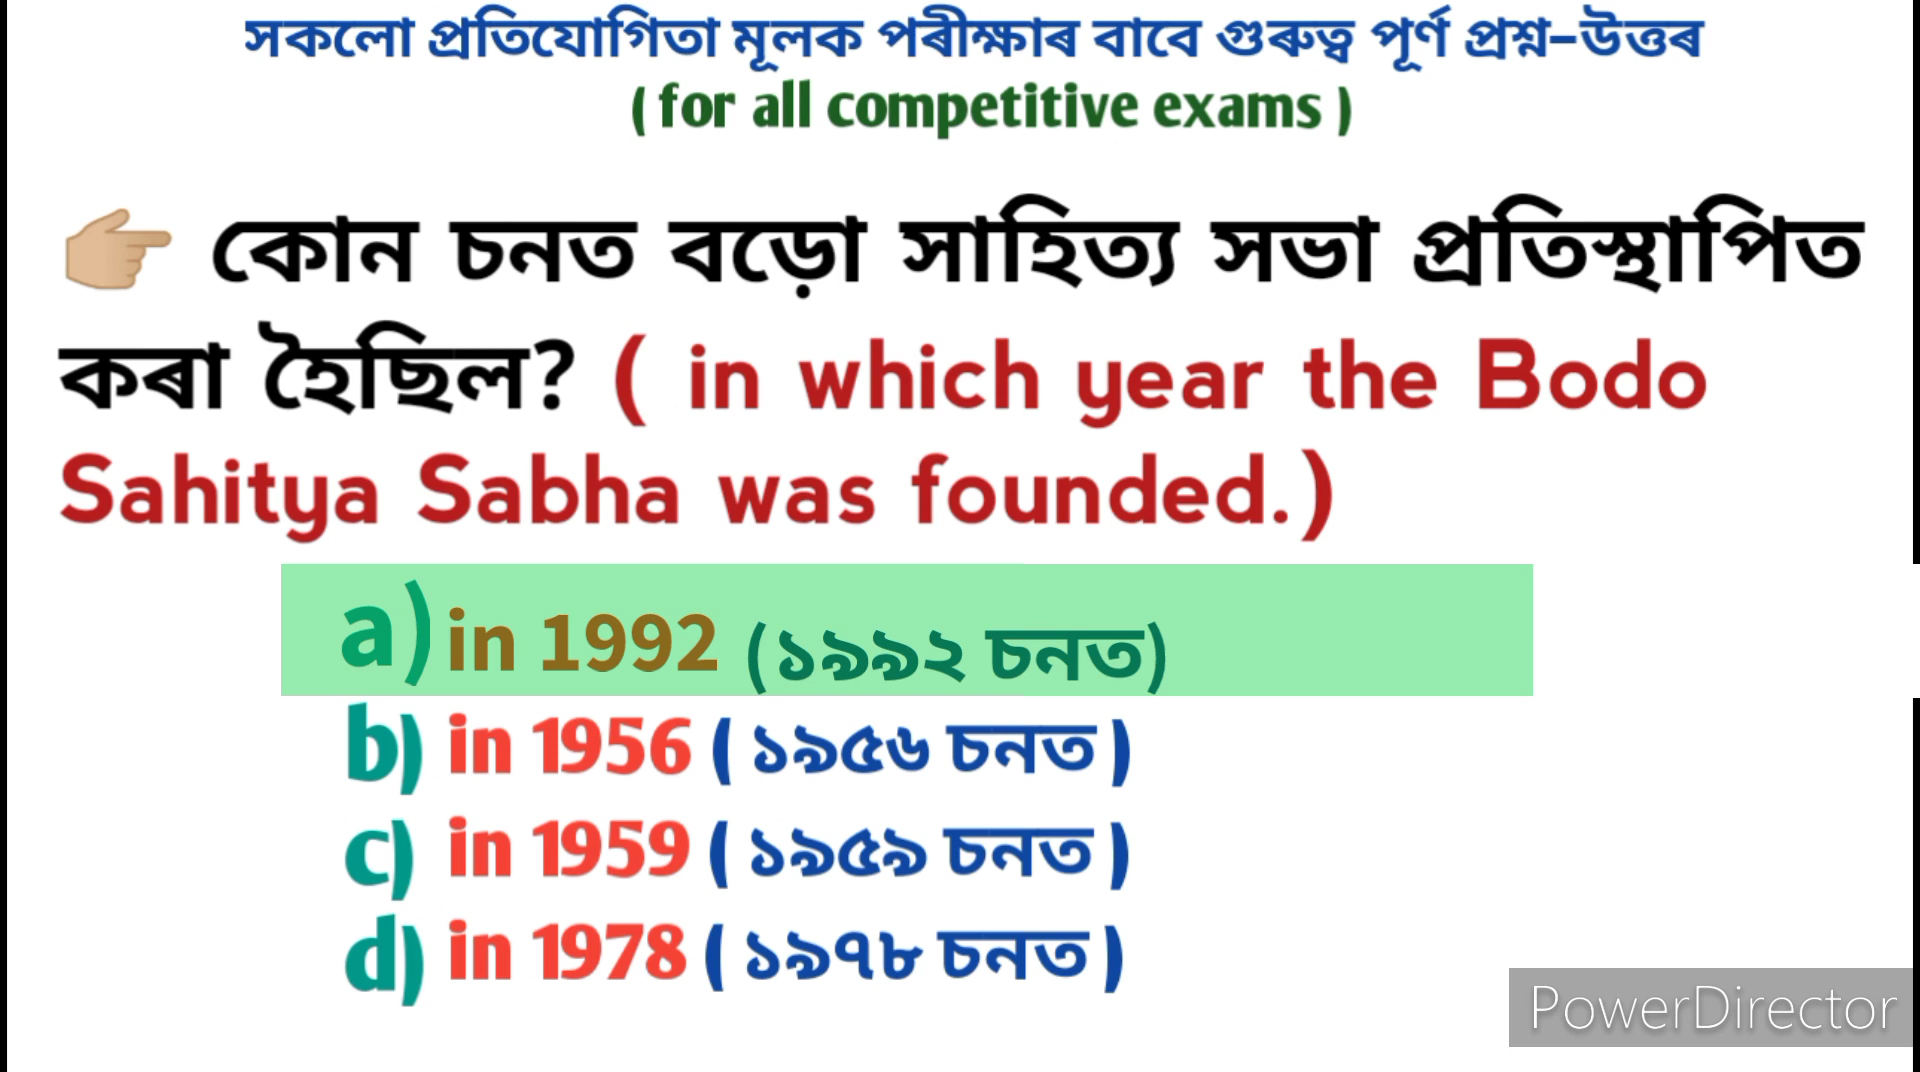 সকলো প্ৰতিযোগিতা মূলক পৰীক্ষাৰ বাবে গুৰুত্ব পূৰ্ণ প্ৰশ্ন-উত্তৰ
( for all competitive exams )
👉🏼 কোন চনত বড়ো সাহিত্য সভা প্ৰতিস্থাপিত
কৰা হৈছিল? ( in which year the Bodo
Sahitya Sabha was founded.)
a) in 1992 (১৯৯২ চনত)
b) in 1956 ( ১৯৫৬ চনত )
c) in 1959 ( ১৯৫৯ চনত )
d) in 1978 ( ১৯৭৮ চনত )
PowerDirector